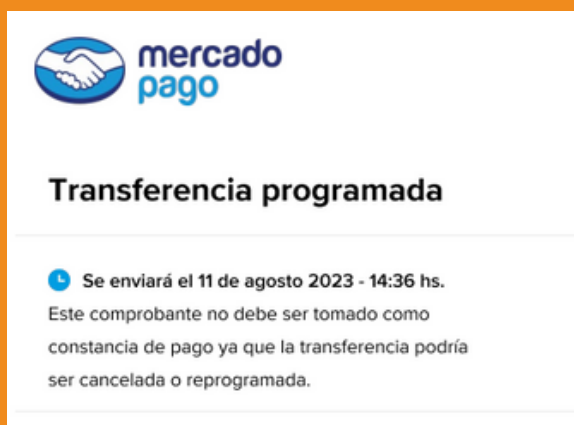 mercado
pago
Transferencia programada
Se enviará el 11 de agosto 2023 - 14:36 hs.
Este comprobante no debe ser tomado como
constancia de pago ya que la transferencia podría
ser cancelada o reprogramada.